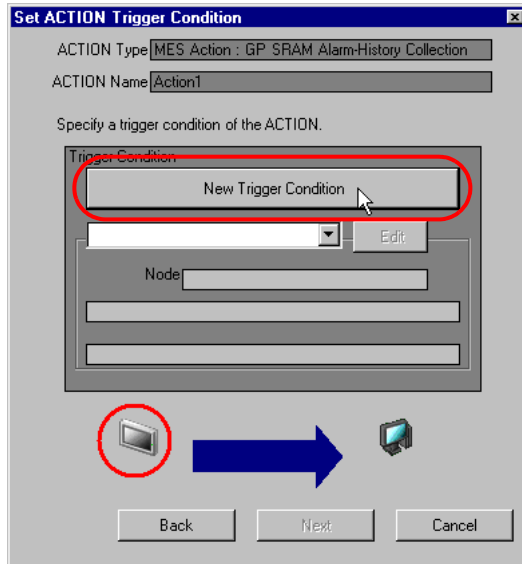 Set ACTION Trigger Condition
ACTION Type MES Action : GP SRAM Alarm-History Collection
ACTION Name Action1
Specify a trigger condition of the ACTION.
Trigger Condition
New Trigger Condition
Edit
Node
Back Next Cancel